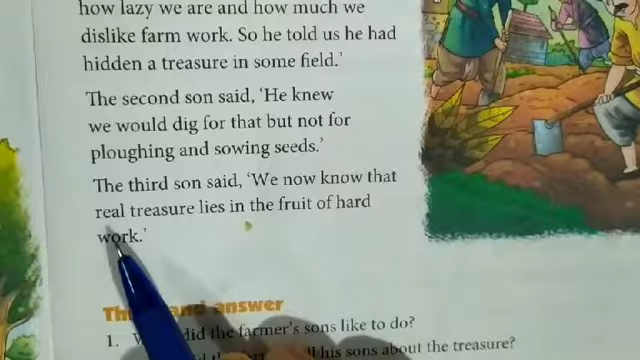 how lazy we are and how much we
dislike farm work. So he told us he had
hidden a treasure in some field.'
The second son said, 'He knew
we would dig for that but not for
ploughing and sowing seeds.'
The third son said, 'We now know that
real treasure lies in the fruit of hard
work.'
and answer
1. did the farmer's sons like to do?
his sons about the treasure?